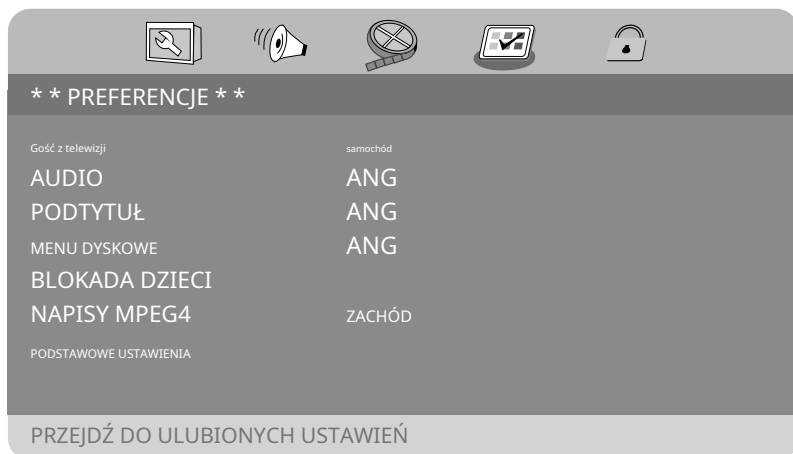 * * PREFERENCJE * *
Gość z telewizji samochód
AUDIO ANG
PODTYTUŁ ANG
MENU DYSKOWE ANG
BLOKADA DZIECI
NAPISY MPEG4 ZACHÓD
PODSTAWOWE USTAWIENIA
PRZEJDŹ DO ULUBIONYCH USTAWIEŃ